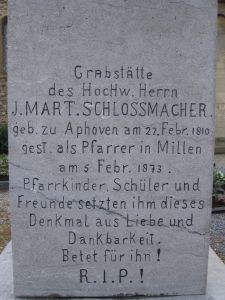 Grabstätte
des HocHw. Herrn
J. MART. SCHLOSSMACHER.
geb. zu Aphoven am 22. Febr. 1810
gest. als Pfarrer in Millen
am 5 Febr. 1873.
Pfarrkinder, Schüler und
Freunde setzten ihm dieses
Denkmal aus Liebe und
Dankbarkeit.
Betet für ihn!
R.I.P.!